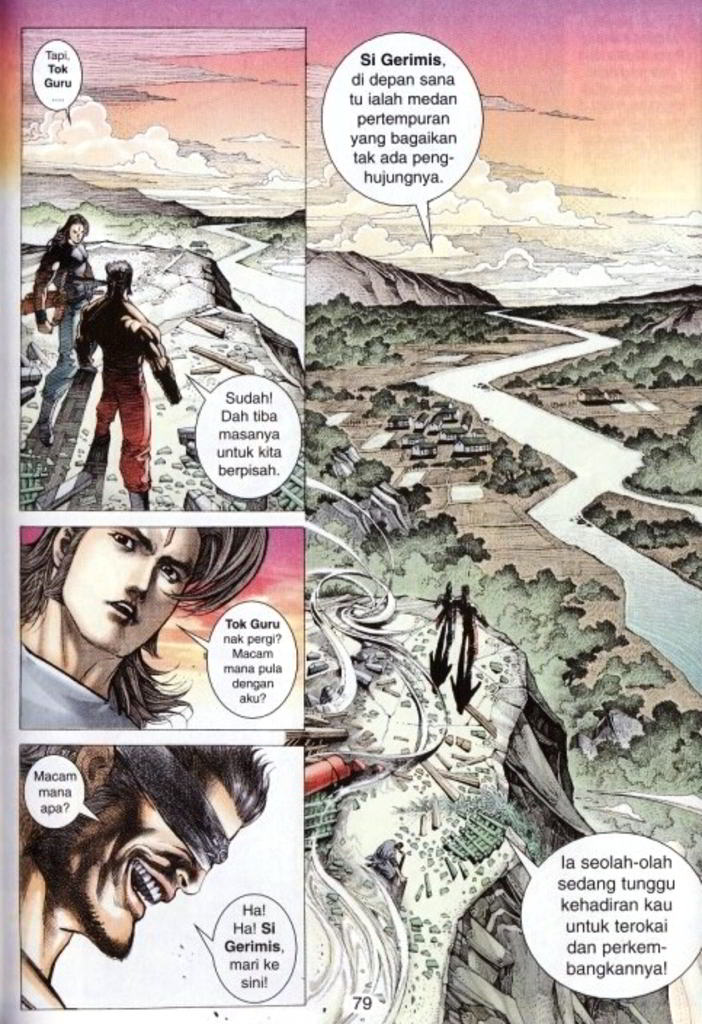 Tapi,
Tok
Guru
....
Sudah!
Dah tiba
masanya
untuk kita
berpisah.
Tok Guru
nak pergi?
Macam
mana pula
dengan
aku?
Macam
mana
apa?
Ha!
Ha! Si
Gerimis,
mari ke
sini!
Si Gerimis,
di depan sana
tu ialah medan
pertempuran
yang bagaikan
tak ada peng-
hujungnya.
Ia seolah-olah
sedang tunggu
kehadiran kau
untuk terokai
dan perkem-
bangkannya!
79